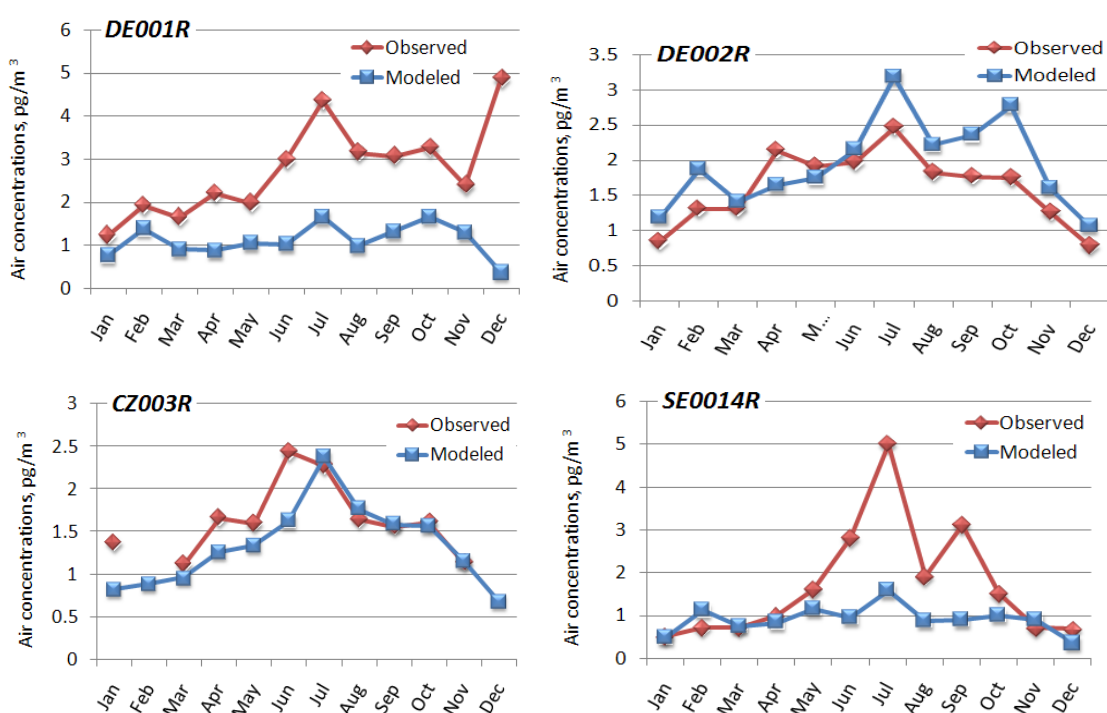 DE001R
Observed
Modeled
Air concentrations, pg/m 3
6
5
4
3
2
1
0
Jan Feb Mar Apr May Jun Jul Aug Sep Oct Nov Dec
DE002R
Observed
Modeled
Air concentrations, pg/m 3
3.5
3
2.5
2
1.5
1
0.5
0
Jan Feb Mar Apr M... Jun Jul Aug Sep Oct Nov Dec
CZ003R
Observed
Modeled
Air concentrations, pg/m 3
3
2.5
2
1.5
1
0.5
0
Jan Feb Mar Apr May Jun Jul Aug Sep Oct Nov Dec
SE0014R
Observed
Modeled
Air concentrations, pg/m 3
6
5
4
3
2
1
0
Jan Feb Mar Apr May Jun Jul Aug Sep Oct Nov Dec